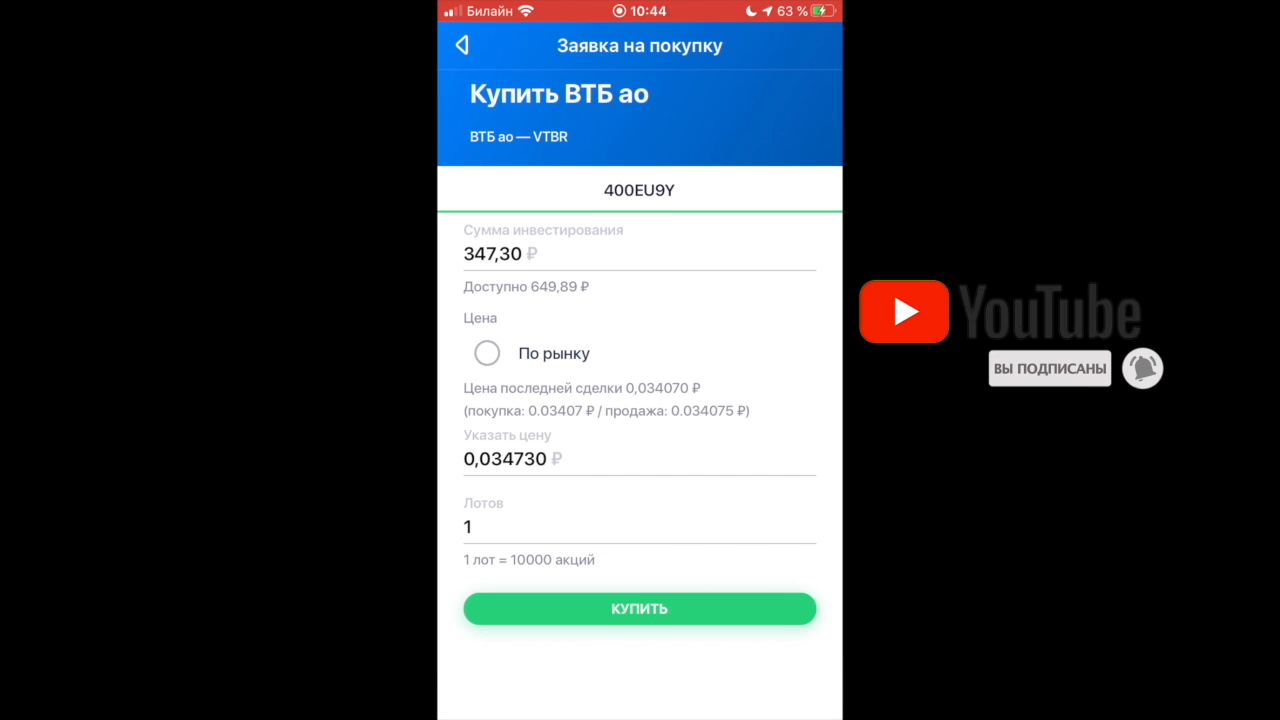 Билайн 10:44 63 %
Заявка на покупку
Купить ВТБ ао
ВТБ ао — VTBR
400EU9Y
Сумма инвестирования
347,30 ₽
Доступно 649,89 ₽
Цена
По рынку
Цена последней сделки 0,034070 ₽
(покупка: 0.03407 ₽ / продажа: 0.034075 ₽)
Указать цену
0,034730 ₽
Лотов
1
1 лот = 10000 акций
КУПИТЬ
YouTube
ВЫ ПОДПИСАНЫ